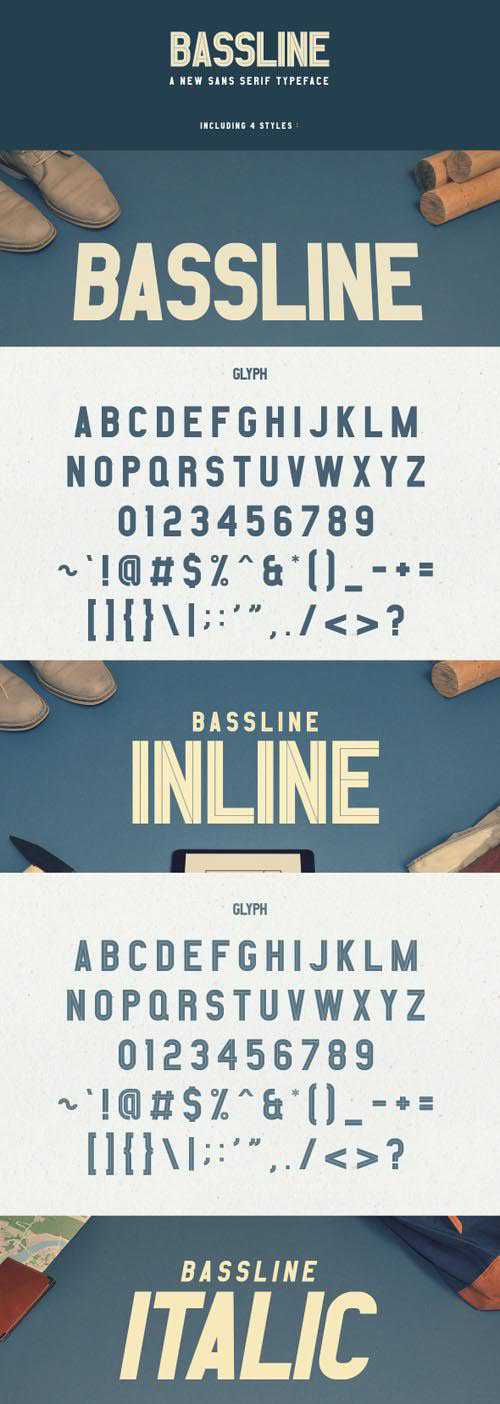 BASSLINE
A NEW SANS SERIF TYPEFACE
INCLUDING 4 STYLES :
BASSLINE
GLYPH
ABCDEFGHIJKLM
NOPQRSTUVWXYZ
0123456789
~`!@#$%^&*()_-+=
[]{}\|;:'",./<>?
BASSLINE
INLINE
GLYPH
ABCDEFGHIJKLM
NOPQRSTUVWXYZ
0123456789
~`!@#$%^&*()_-+=
[]{}\|;:'",./<>?
BASSLINE
ITALIC